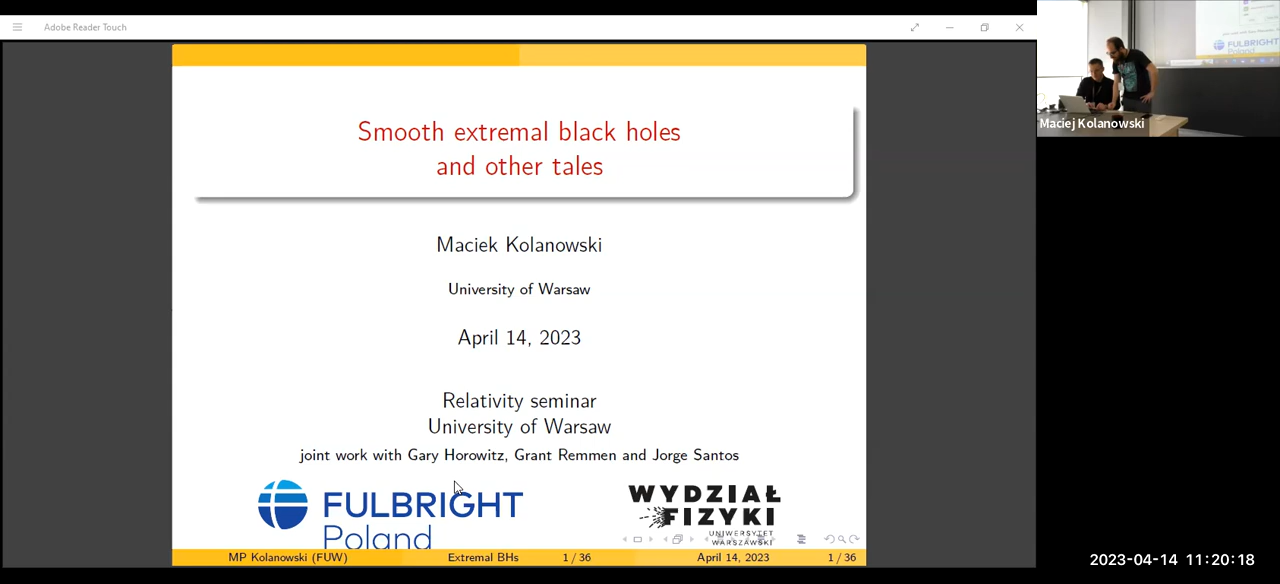 Adobe Reader Touch
Smooth extremal black holes
and other tales
Maciek Kolanowski
University of Warsaw
April 14, 2023
Relativity seminar
University of Warsaw
joint work with Gary Horowitz, Grant Remmen and Jorge Santos
FULBRIGHT
Poland
WYDZIAŁ
FIZYKI
UNIWERSYTET
WARSZAWSKI
MP Kolanowski (FUW)
Extremal BHs
1 / 36
April 14, 2023
1 / 36
FULBRIGHT
Poland
Maciej Kolanowski
2023-04-14 11:20:18